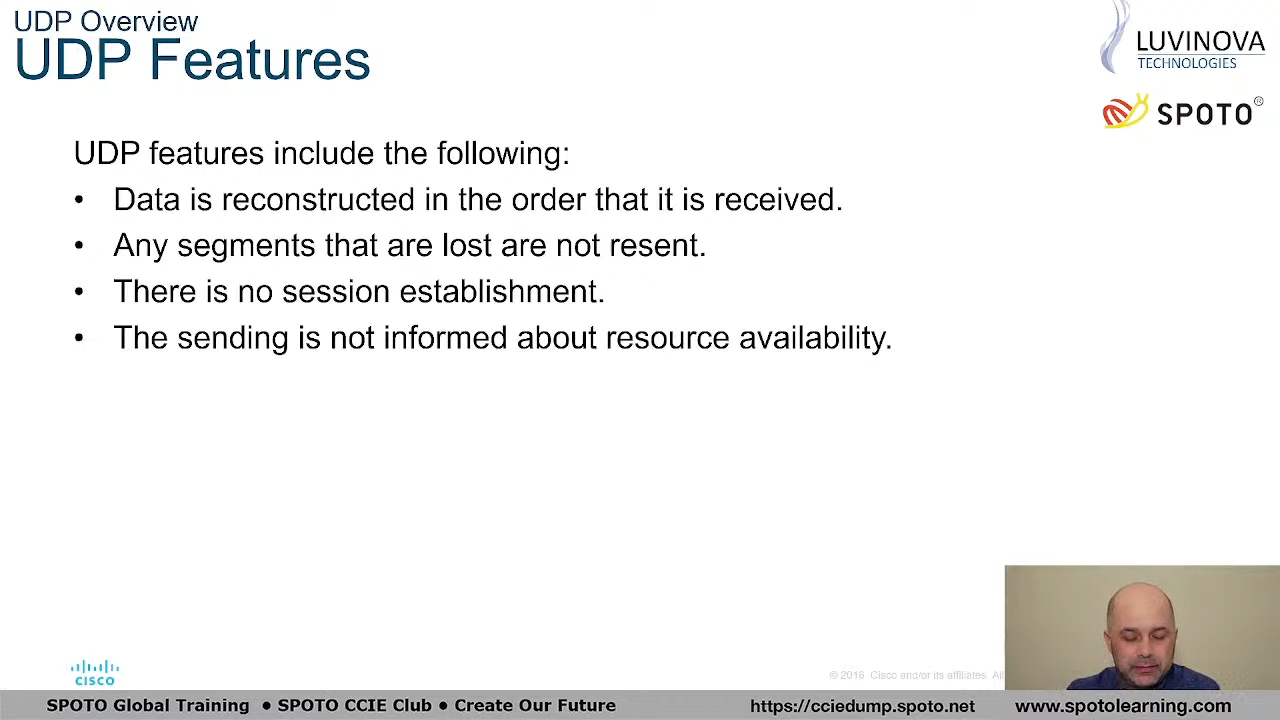 UDP Overview
UDP Features
LUVINOVA
TECHNOLOGIES
SPOTO®
UDP features include the following:
• Data is reconstructed in the order that it is received.
• Any segments that are lost are not resent.
• There is no session establishment.
• The sending is not informed about resource availability.
CISCO
© 2016 Cisco and/or its affiliates. All
SPOTO Global Training ● SPOTO CCIE Club ● Create Our Future
https://cciedump.spoto.net
www.spotolearning.com